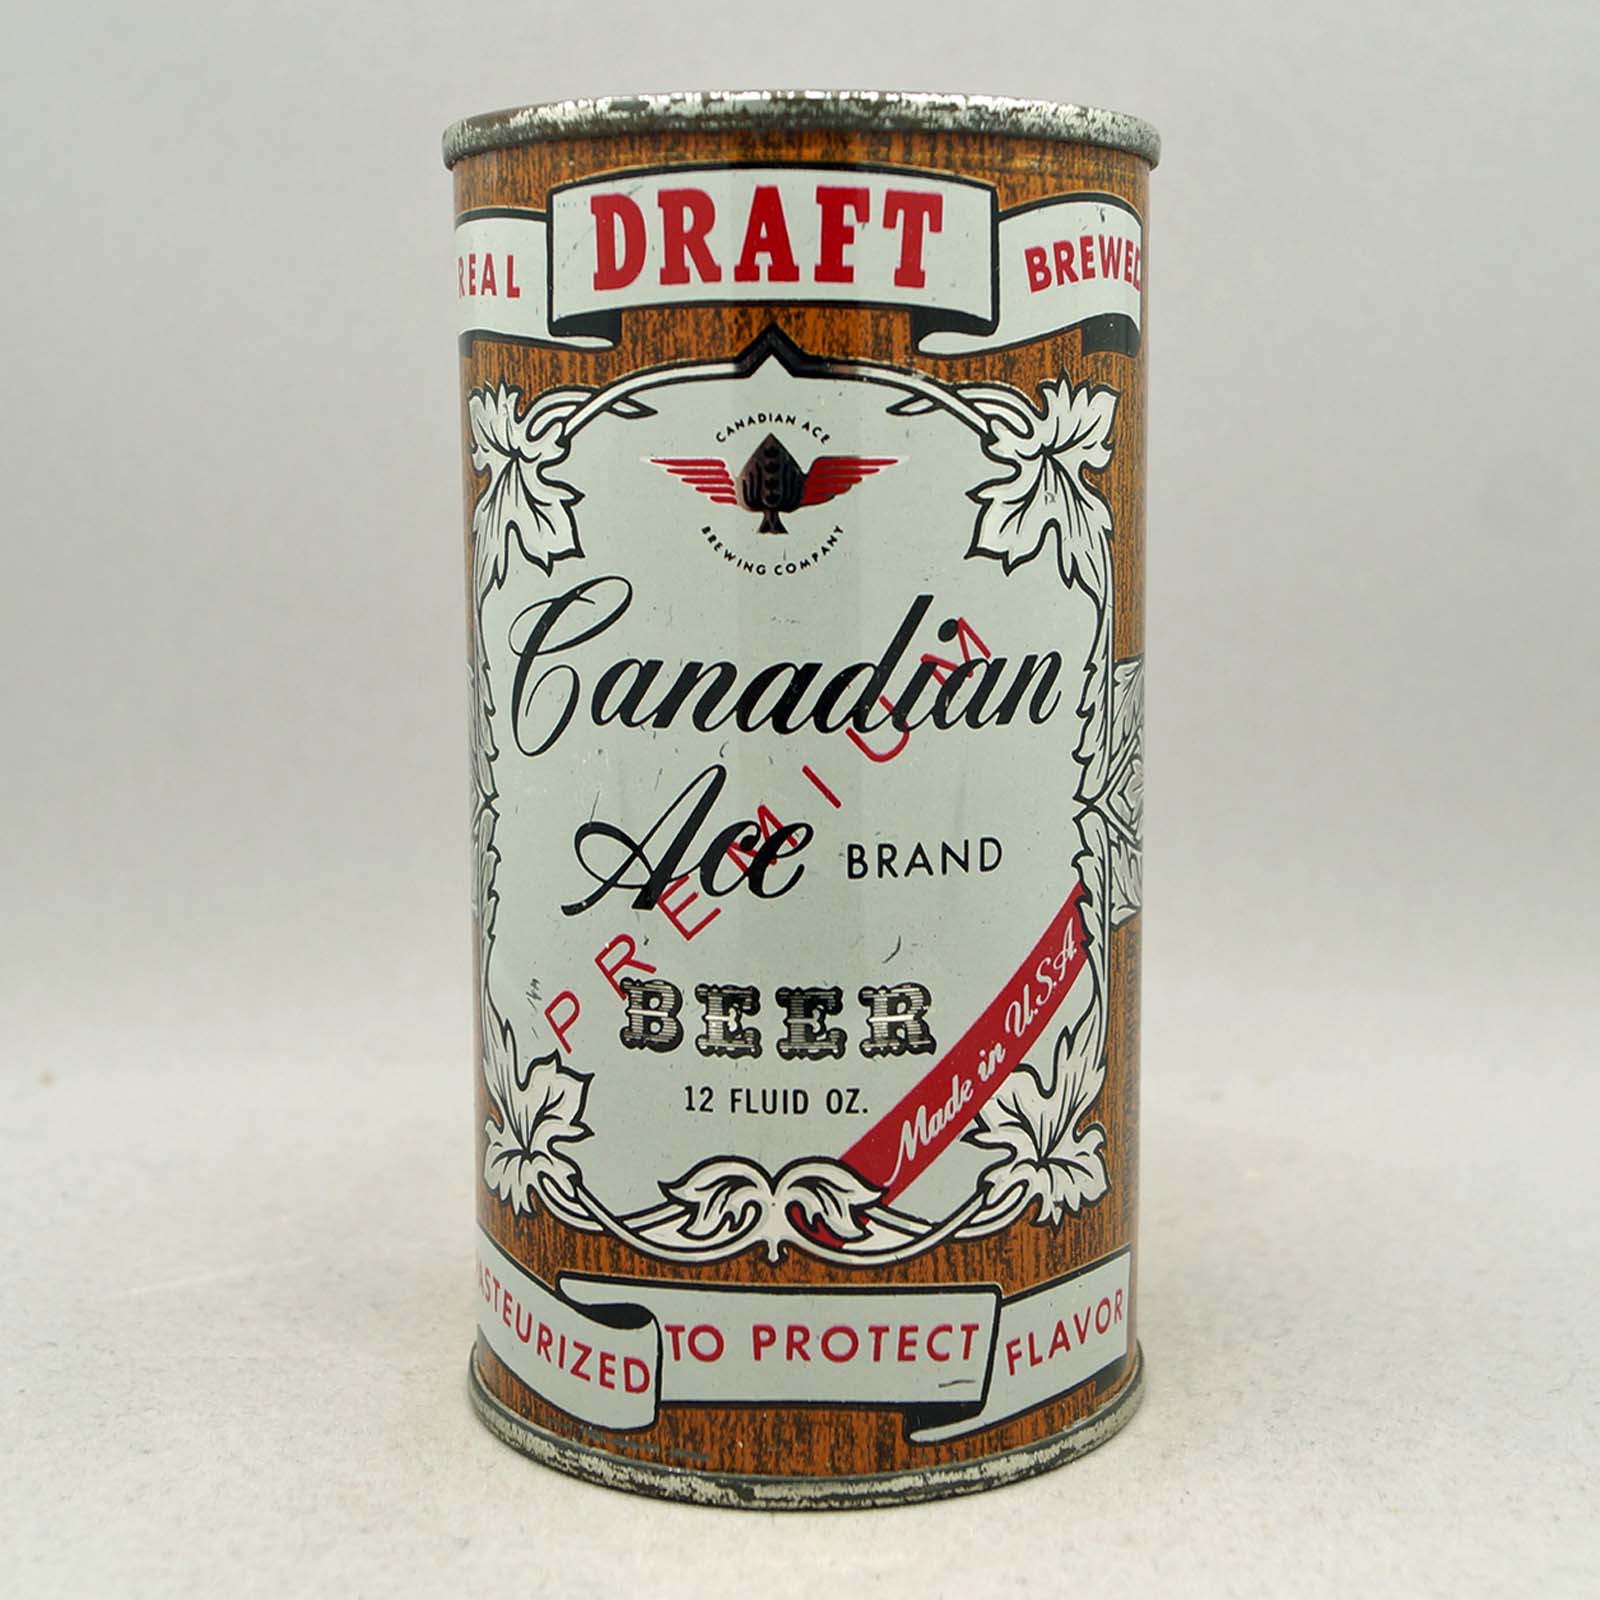 REAL DRAFT BREWED
CANADIAN ACE
BREWING COMPANY
Canadian
Ace BRAND
PREMIUM
BEER
12 FLUID OZ.
Made in U.S.A.
PASTEURIZED TO PROTECT FLAVOR